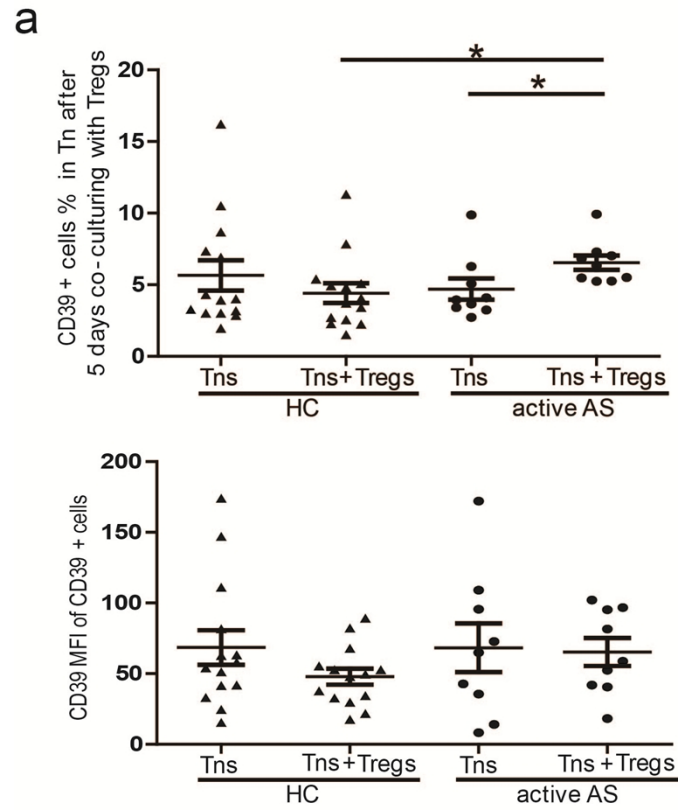 a
*
*
CD39 + cells % in Tn after
5 days co-culturing with Tregs
20
15
10
5
0
Tns
Tns+Tregs
Tns
Tns + Tregs
HC
active AS
CD39 MFI of CD39 + cells
200
150
100
50
0
Tns
Tns+Tregs
Tns
Tns + Tregs
HC
active AS